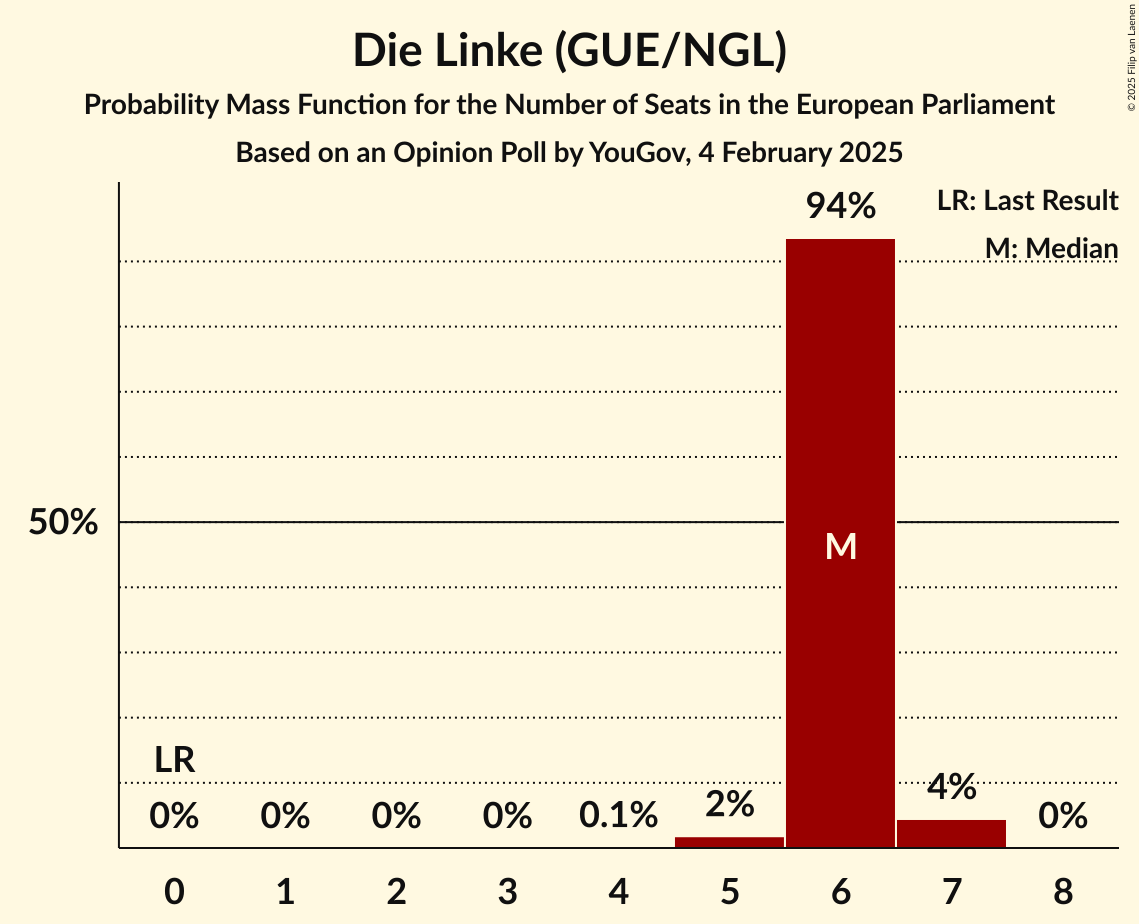 Die Linke (GUE/NGL)
Probability Mass Function for the Number of Seats in the European Parliament
Based on an Opinion Poll by YouGov, 4 February 2025
© 2025 Filip van Laenen
LR: Last Result
M: Median
94%
50%
M
LR
0%
0%
0%
0%
0.1%
2%
4%
0%
0
1
2
3
4
5
6
7
8